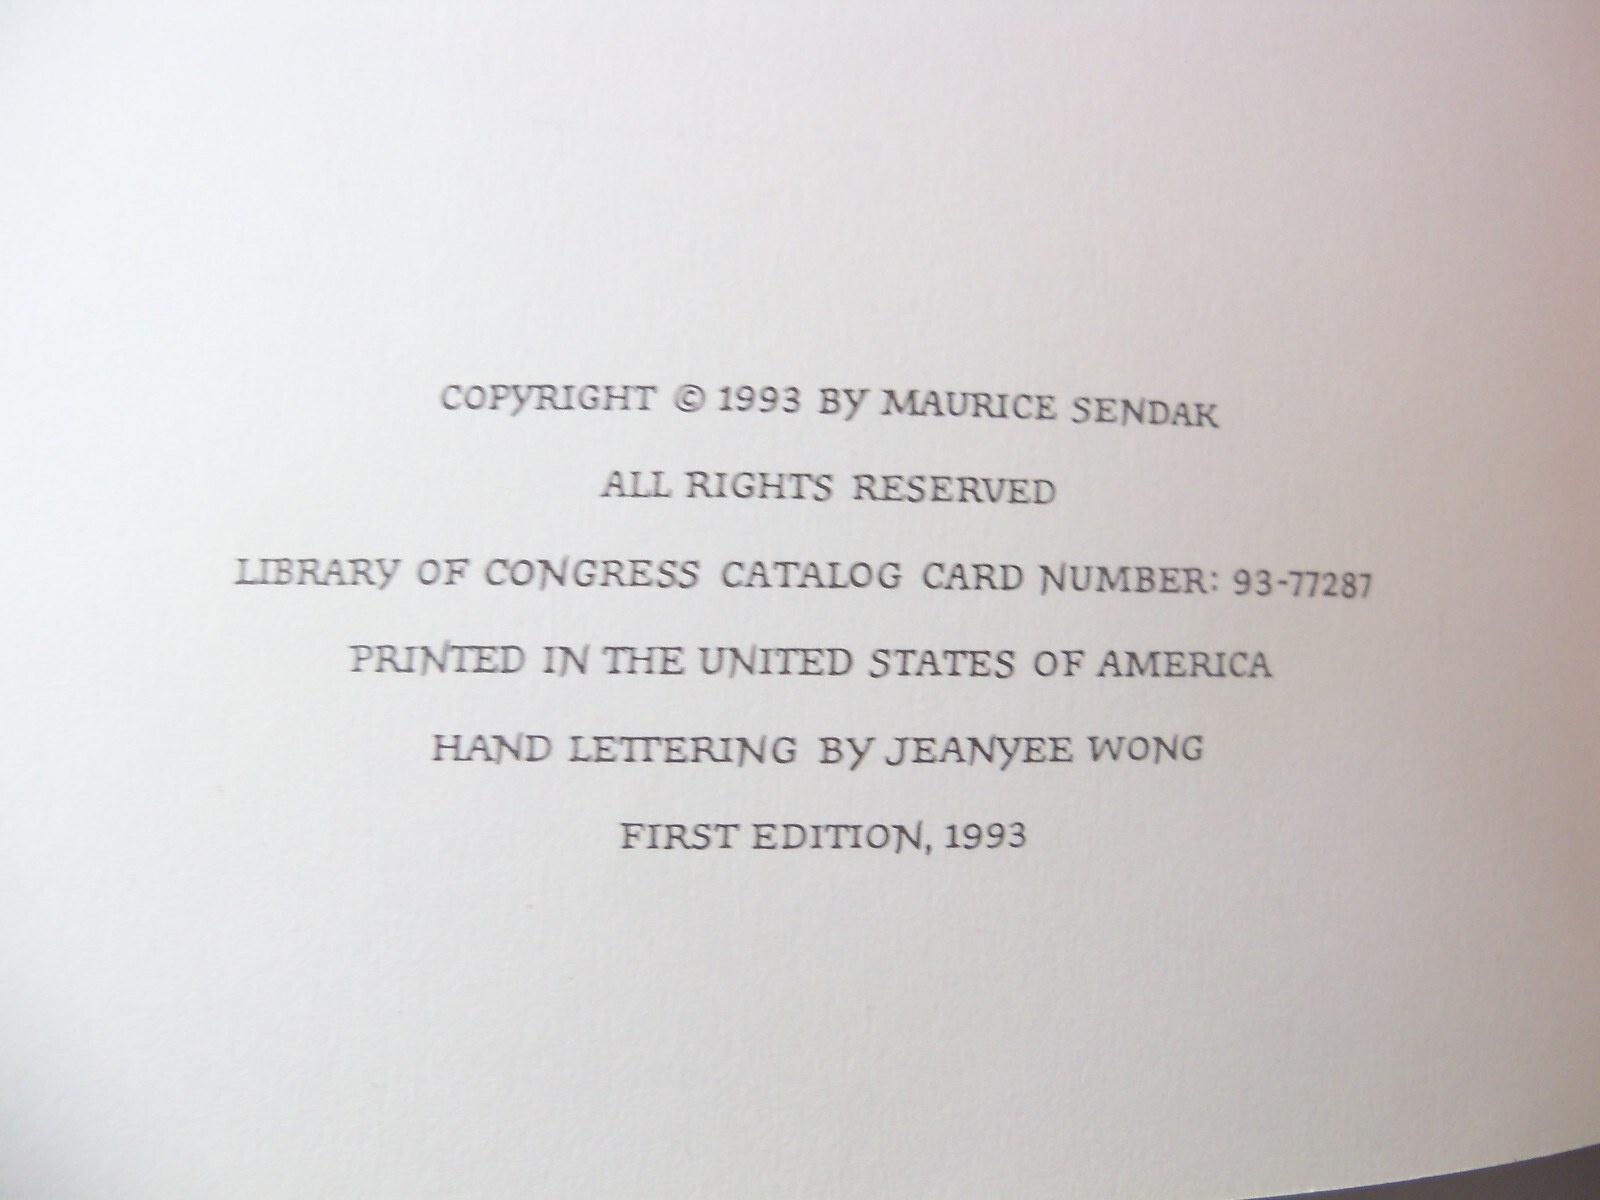 COPYRIGHT © 1993 BY MAURICE SENDAK
ALL RIGHTS RESERVED
LIBRARY OF CONGRESS CATALOG CARD NUMBER: 93-77287
PRINTED IN THE UNITED STATES OF AMERICA
HAND LETTERING BY JEANYEE WONG
FIRST EDITION, 1993